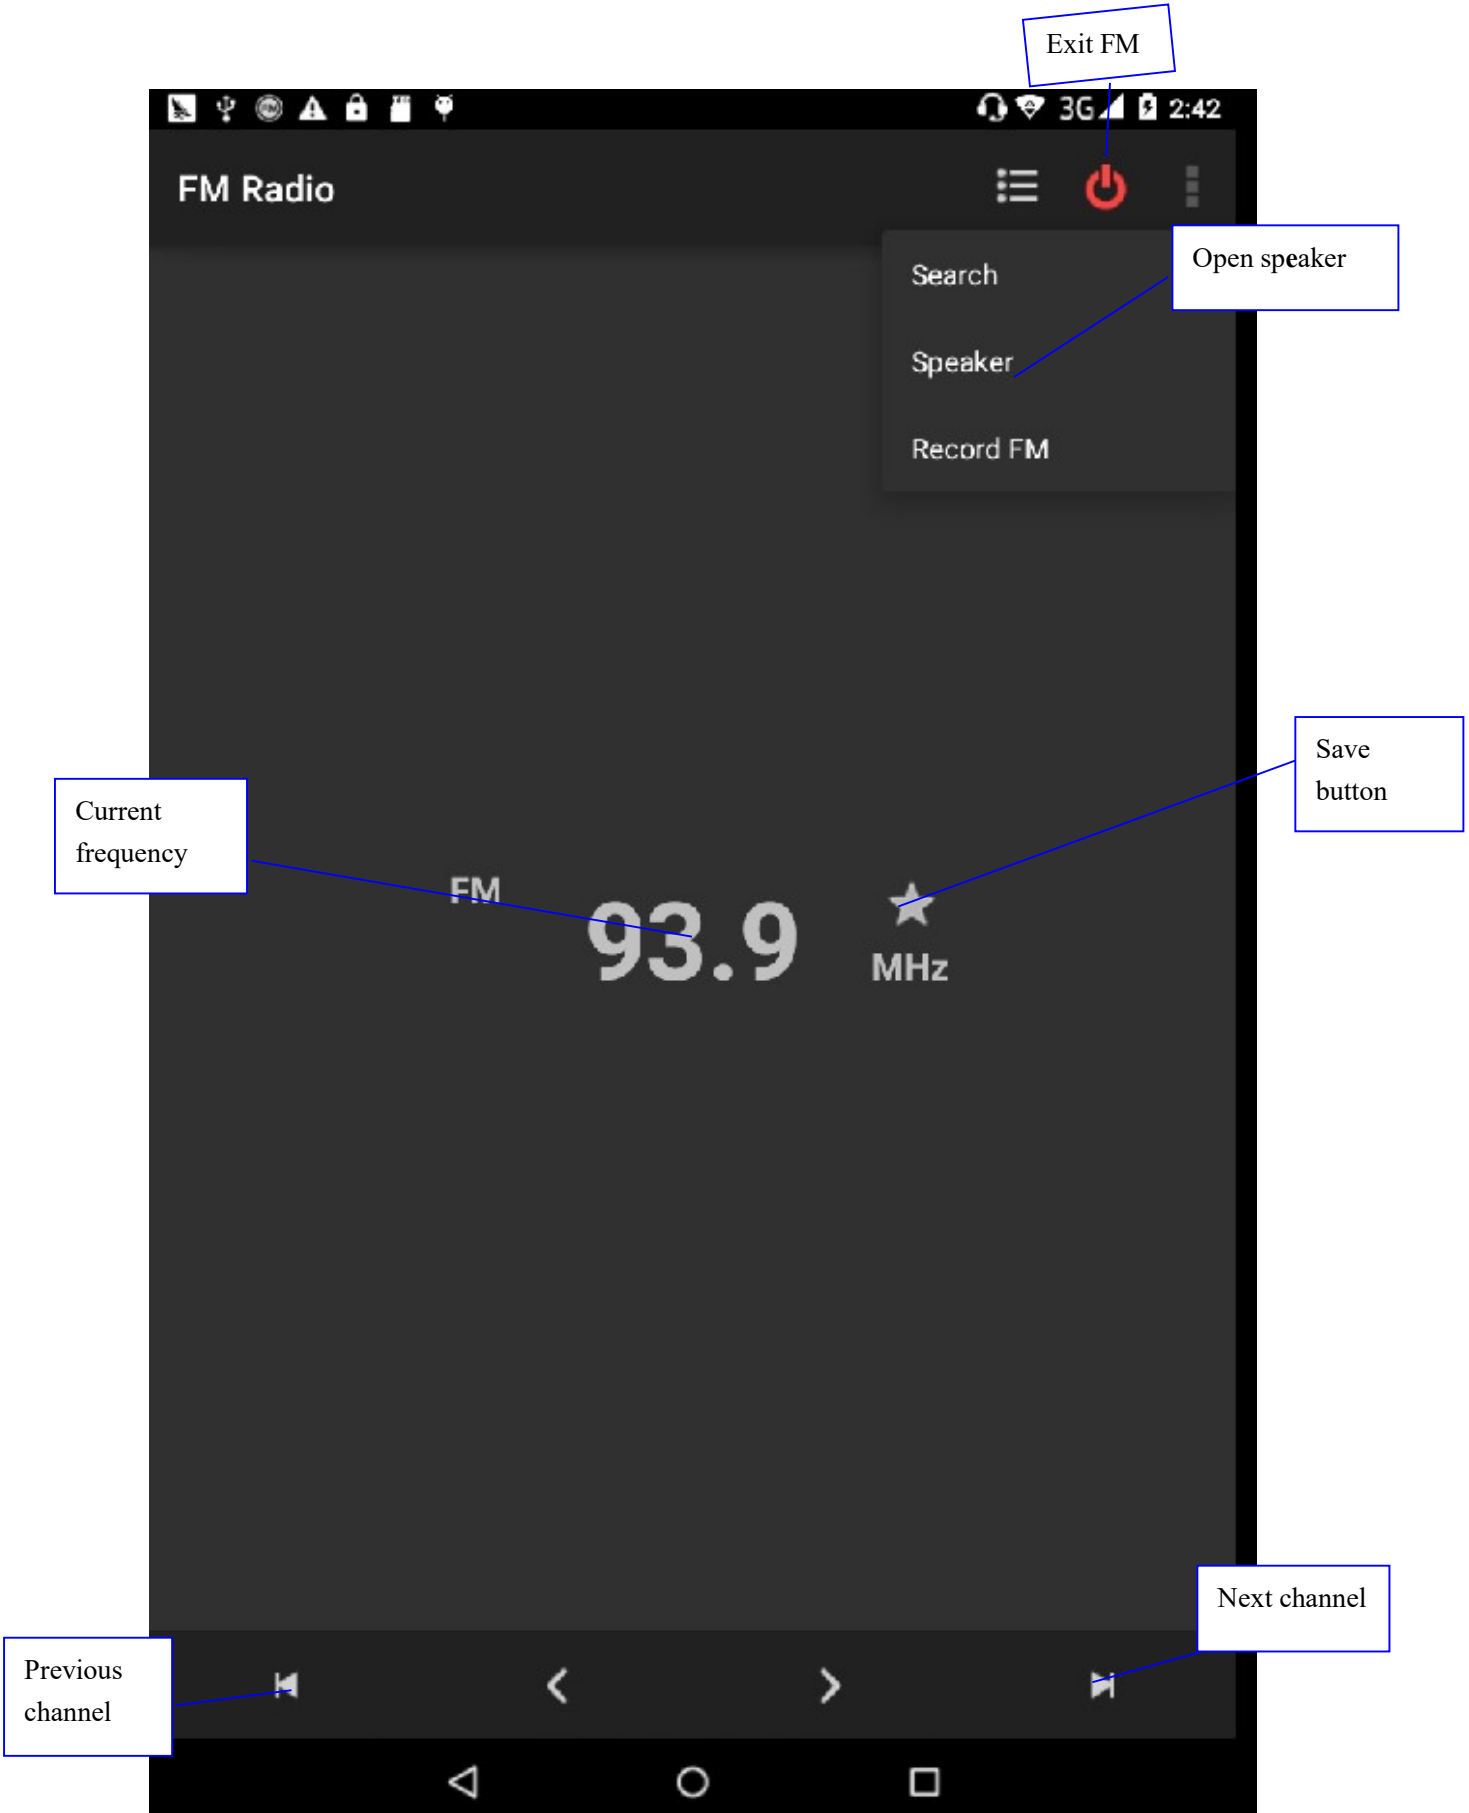 Exit FM
3G 2:42
FM Radio
Open speaker
Search
Speaker
Record FM
Save
button
Current
frequency
FM
93.9
MHz
Next channel
Previous
channel